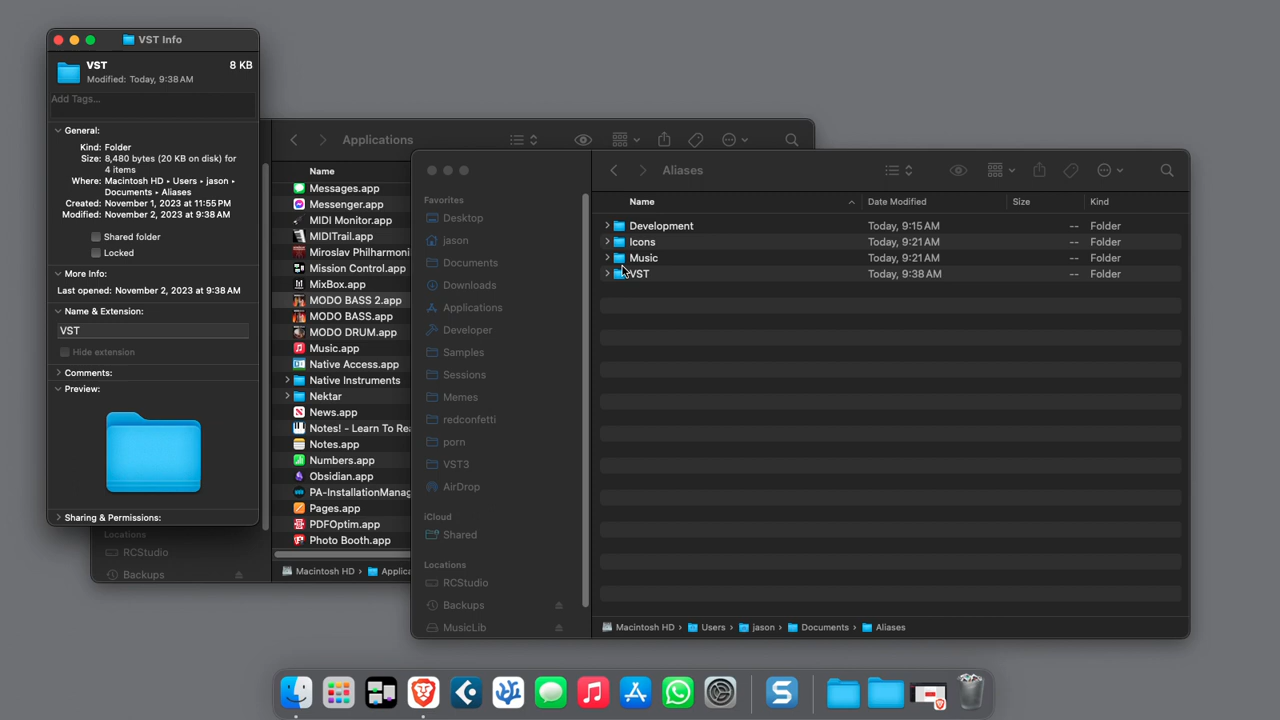 VST Info
VST
8 KB
Modified: Today, 9:38 AM
Add Tags...
General:
Kind: Folder
Size: 8,480 bytes (20 KB on disk) for
4 items
Where: Macintosh HD ▸ Users ▸ jason ▸
Documents ▸ Aliases
Created: November 1, 2023 at 11:55 PM
Modified: November 2, 2023 at 9:38 AM
Shared folder
Locked
More Info:
Last opened: November 2, 2023 at 9:38 AM
Name & Extension:
VST
Hide extension
Comments:
Preview:
Sharing & Permissions:
Applications
Name
Messages.app
Messenger.app
MIDI Monitor.app
MIDITrail.app
Miroslav Philharmoni
Mission Control.app
MixBox.app
MODO BASS 2.app
MODO BASS.app
MODO DRUM.app
Music.app
Native Access.app
Native Instruments
Nektar
News.app
Notes! - Learn To Rea
Notes.app
Numbers.app
Obsidian.app
PA-InstallationManag
Pages.app
PDFOptim.app
Photo Booth.app
Locations
RCStudio
Backups
Macintosh HD › Applica
Favorites
Desktop
jason
Documents
Downloads
Applications
Developer
Samples
Sessions
Memes
redconfetti
porn
VST3
AirDrop
iCloud
Shared
Locations
RCStudio
Backups
MusicLib
Aliases
Name Date Modified Size Kind
Development Today, 9:15 AM -- Folder
Icons Today, 9:21 AM -- Folder
Music Today, 9:21 AM -- Folder
VST Today, 9:38 AM -- Folder
Macintosh HD › Users › jason › Documents › Aliases